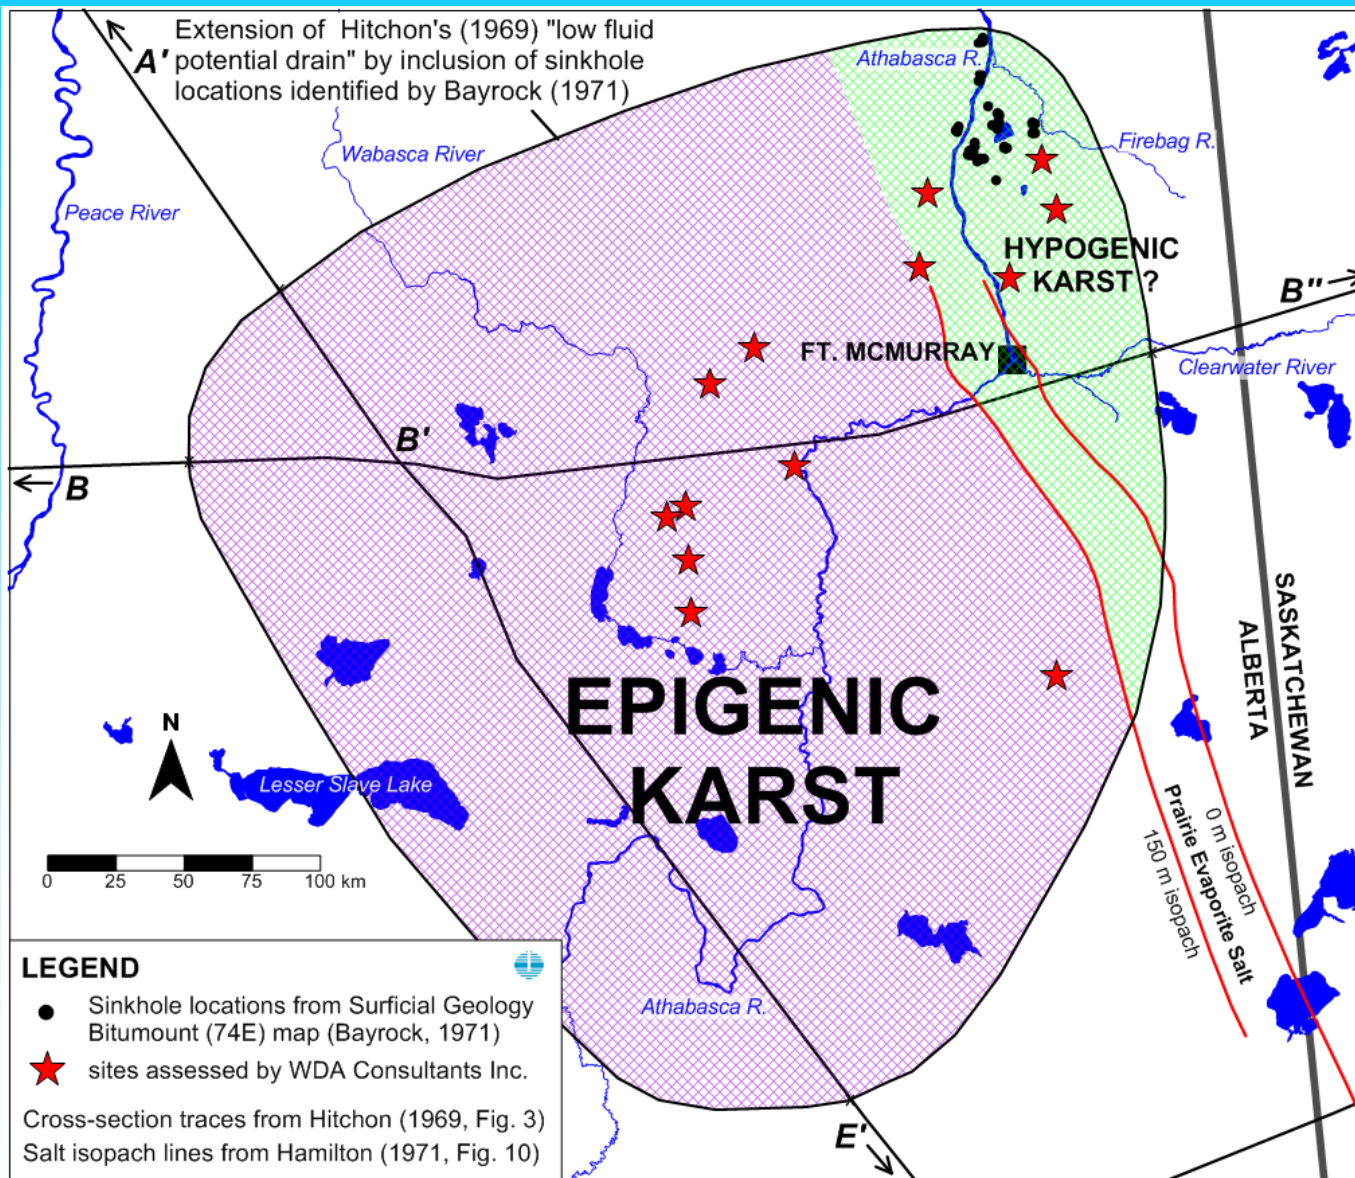 Extension of Hitchon's (1969) "low fluid
potential drain" by inclusion of sinkhole
locations identified by Bayrock (1971)
A'
Athabasca R.
Wabasca River
Firebag R.
Peace River
HYPOGENIC
KARST ?
B"
FT. MCMURRAY
Clearwater River
B'
B
SASKATCHEWAN
ALBERTA
EPIGENIC
KARST
N
Lesser Slave Lake
0 m isopach
Prairie Evaporite Salt
150 m isopach
0 25 50 75 100 km
Athabasca R.
E'
LEGEND
Sinkhole locations from Surficial Geology
Bitumount (74E) map (Bayrock, 1971)
sites assessed by WDA Consultants Inc.
Cross-section traces from Hitchon (1969, Fig. 3)
Salt isopach lines from Hamilton (1971, Fig. 10)